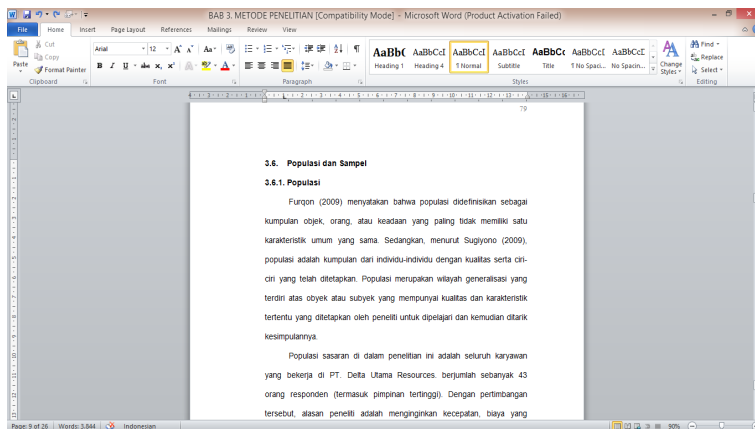 BAB 3. METODE PENELITIAN [Compatibility Mode] - Microsoft Word (Product Activation Failed)
File Home Insert Page Layout References Mailings Review View
Cut
Copy
Paste
Format Painter
Clipboard
Arial 12
Font
Paragraph
AaBb( AaBbCcI AaBbCcI AaBbCcI AaBbCc AaBbCcI AaBbCcI
Heading 1 Heading 4 ¶ Normal Subtitle Title ¶ No Spaci... No Spacin...
Styles
Change Styles
Find
Replace
Select
Editing
79
3.6. Populasi dan Sampel
3.6.1. Populasi
Furqon (2009) menyatakan bahwa populasi didefinisikan sebagai
kumpulan objek, orang, atau keadaan yang paling tidak memiliki satu
karakteristik umum yang sama. Sedangkan, menurut Sugiyono (2009),
populasi adalah kumpulan dari individu-individu dengan kualitas serta ciri-
ciri yang telah ditetapkan. Populasi merupakan wilayah generalisasi yang
terdiri atas obyek atau subyek yang mempunyai kualitas dan karakteristik
tertentu yang ditetapkan oleh peneliti untuk dipelajari dan kemudian ditarik
kesimpulannya.
Populasi sasaran di dalam penelitian ini adalah seluruh karyawan
yang bekerja di PT. Delta Utama Resources. berjumlah sebanyak 43
orang responden (termasuk pimpinan tertinggi). Dengan pertimbangan
tersebut, alasan peneliti adalah menginginkan kecepatan, biaya yang
Page: 9 of 26 Words: 3.844 Indonesian 90%